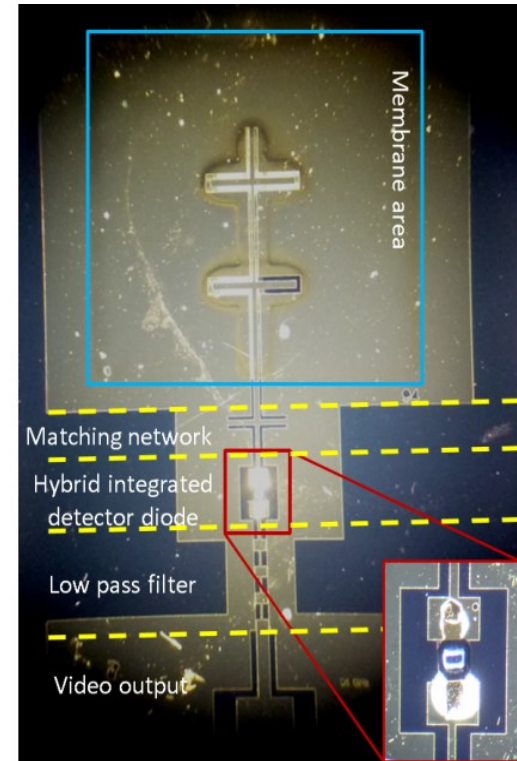 Membrane area
Matching network
Hybrid integrated
detector diode
Low pass filter
Video output